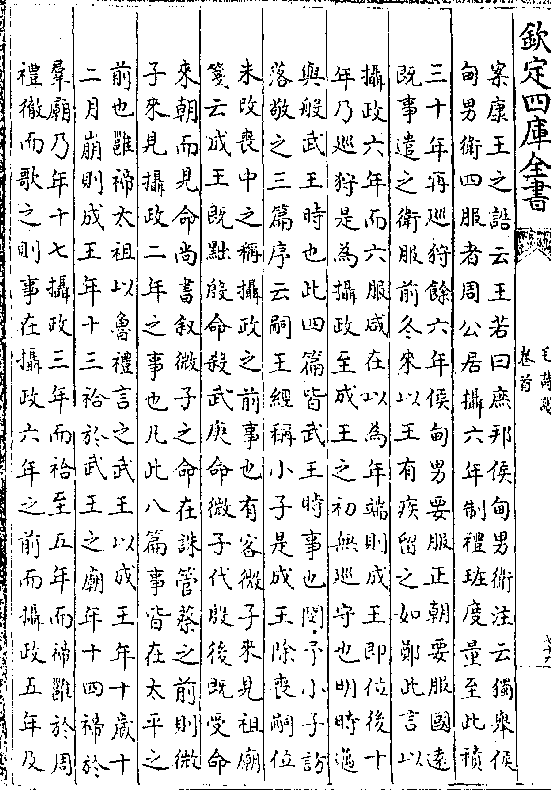 欽定四庫全書
毛詩疏
卷首
案康王之誥云王若曰庶邦侯甸男衛注云獨舉侯
甸男衛四服者周公居攝六年制禮班度量至此積
三十年再巡狩餘六年侯甸男要服正朝要服國遠
既事遣之衛服前冬來以王有疾留之如鄭此言以
攝政六年而六服咸在以為年端則成王即位後十
年乃巡狩是為攝政至成王之初無巡守也明時邁
與般武王時也此四篇皆武王時事也閔予小子訪
落敬之三篇序云嗣王經稱小子是成王除喪嗣位
未改喪中之稱攝政之前事也有客微子來見祖廟
箋云成王既黜殷命殺武庚命微子代殷後既受命
來朝而見命尚書叙微子之命在誅管蔡之前則微
子來見攝政二年之事也凡此八篇事皆在太平之
前也雝禘太祖以魯禮言之武王以成王年十歲十
二月崩則成王年十三祫於武王之廟年十四禘於
羣廟乃年十七攝政三年而祫至五年而禘雝於周
禮徹而歌之則事在攝政六年之前而攝政五年及